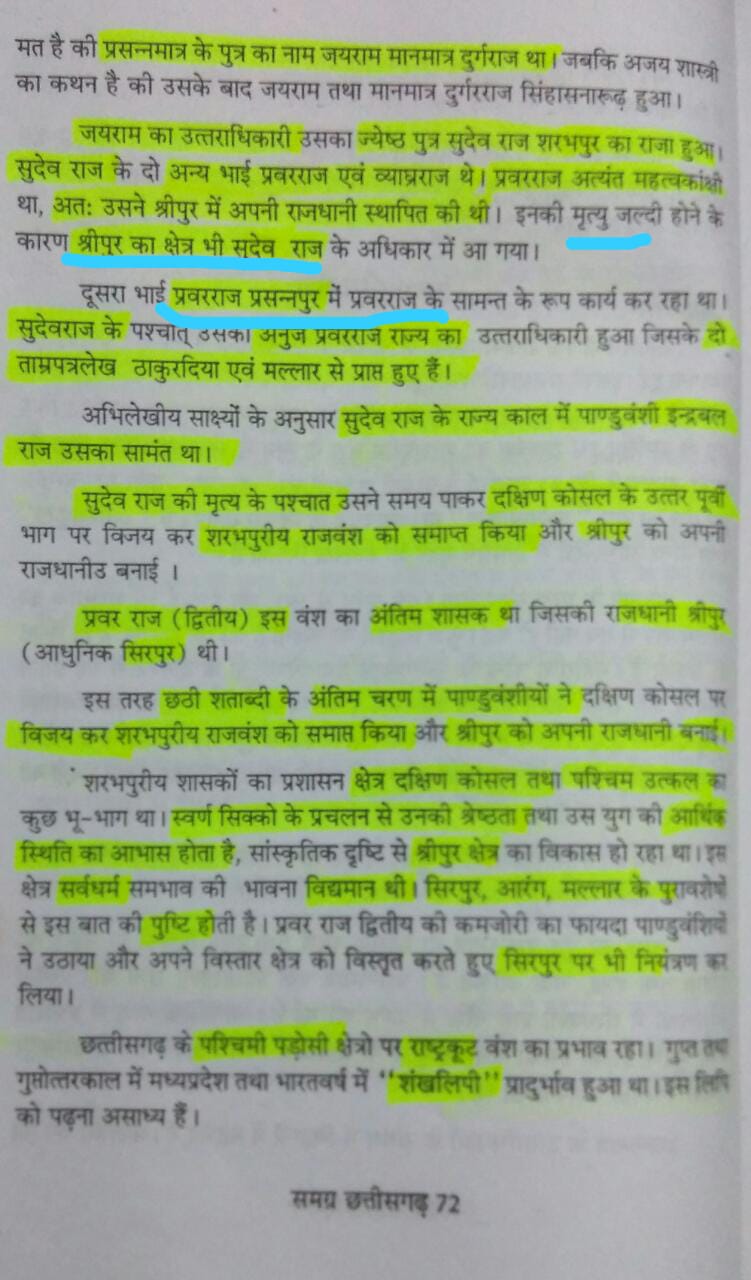 मत है की प्रसन्नमात्र के पुत्र का नाम जयराम मानमात्र दुर्गराज था। जबकि अजय शास्त्री
का कथन है की उसके बाद जयराम तथा मानमात्र दुर्गरराज सिंहासनारूढ़ हुआ।
जयराम का उत्तराधिकारी उसका ज्येष्ठ पुत्र सुदेव राज शरभपुर का राजा हुआ।
सुदेव राज के दो अन्य भाई प्रवरराज एवं व्याघ्रराज थे। प्रवरराज अत्यंत महत्वकांक्षी
था, अतः उसने श्रीपुर में अपनी राजधानी स्थापित की थी। इनकी मृत्यु जल्दी होने के
कारण श्रीपुर का क्षेत्र भी सुदेव राज के अधिकार में आ गया।
दूसरा भाई प्रवरराज प्रसन्नपुर में प्रवरराज के सामन्त के रूप कार्य कर रहा था।
सुदेवराज के पश्चात् उसका अनुज प्रवरराज राज्य का उत्तराधिकारी हुआ जिसके दो
ताम्रपत्रलेख ठाकुरदिया एवं मल्लार से प्राप्त हुए हैं।
अभिलेखीय साक्ष्यों के अनुसार सुदेव राज के राज्य काल में पाण्डुवंशी इन्द्रबल
राज उसका सामंत था।
सुदेव राज की मृत्य के पश्चात उसने समय पाकर दक्षिण कोसल के उत्तर पूर्वी
भाग पर विजय कर शरभपुरीय राजवंश को समाप्त किया और श्रीपुर को अपनी
राजधानीउ बनाई ।
प्रवर राज (द्वितीय) इस वंश का अंतिम शासक था जिसकी राजधानी श्रीपुर
(आधुनिक सिरपुर) थी।
इस तरह छठी शताब्दी के अंतिम चरण में पाण्डुवंशीयों ने दक्षिण कोसल पर
विजय कर शरभपुरीय राजवंश को समाप्त किया और श्रीपुर को अपनी राजधानी बनाई।
शरभपुरीय शासकों का प्रशासन क्षेत्र दक्षिण कोसल तथा पश्चिम उत्कल का
कुछ भू-भाग था। स्वर्ण सिक्को के प्रचलन से उनकी श्रेष्ठता तथा उस युग की आर्थिक
स्थिति का आभास होता है, सांस्कृतिक दृष्टि से श्रीपुर क्षेत्र का विकास हो रहा था। इस
क्षेत्र सर्वधर्म समभाव की भावना विद्यमान थी। सिरपुर, आरंग, मल्लार के पुरावशेषों
से इस बात की पुष्टि होती है। प्रवर राज द्वितीय की कमजोरी का फायदा पाण्डुवंशियों
ने उठाया और अपने विस्तार क्षेत्र को विस्तृत करते हुए सिरपुर पर भी नियंत्रण कर
लिया।
छत्तीसगढ़ के पश्चिमी पड़ोसी क्षेत्रो पर राष्ट्रकूट वंश का प्रभाव रहा। गुप्त तथा
गुप्तोत्तरकाल में मध्यप्रदेश तथा भारतवर्ष में "शंखलिपी" प्रादुर्भाव हुआ था। इस लिपि
को पढ़ना असाध्य हैं।
समग्र छत्तीसगढ़ 72